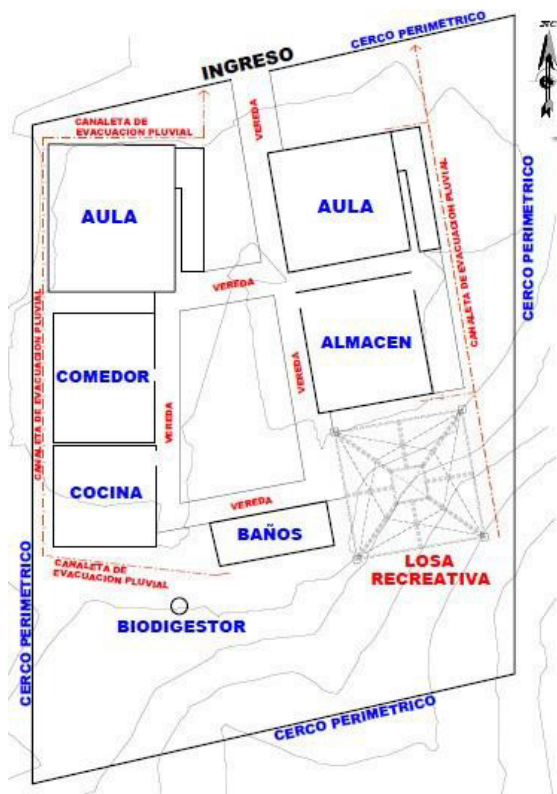 CERCO PERIMETRICO
INGRESO
CANALETA DE
EVACUACION PLUVIAL
VEREDA
AULA
AULA
CERCO PERIMETRICO
CANALETA DE EVACUACION PLUVIAL
VEREDA
CANALETA DE EVACUACION PLUVIAL
ALMACEN
COMEDOR
VEREDA
VEREDA
COCINA
VEREDA
BAÑOS
CERCO PERIMETRICO
CANALETA DE
EVACUACION PLUVIAL
LOSA
RECREATIVA
BIODIGESTOR
CERCO PERIMETRICO